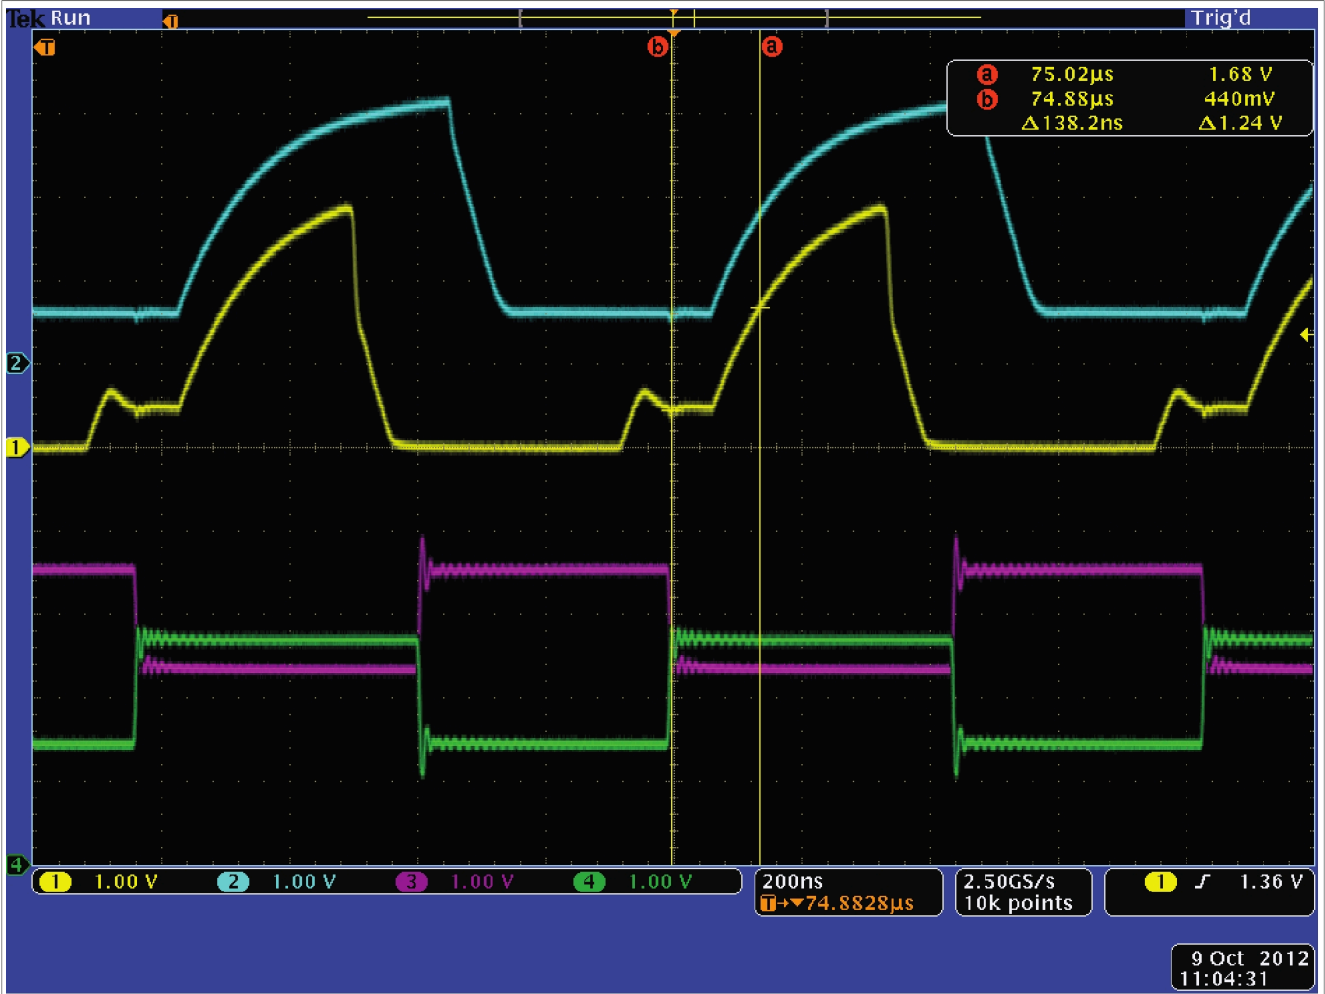 Tek Run Trig'd
T
T
b a
a 75.02µs 1.68 V
b 74.88µs 440mV
Δ138.2ns Δ1.24 V
2
1
4
1 1.00 V 2 1.00 V 3 1.00 V 4 1.00 V
200ns
T→▼74.8828µs
2.50GS/s
10k points
1 ʃ 1.36 V
9 Oct 2012
11:04:31